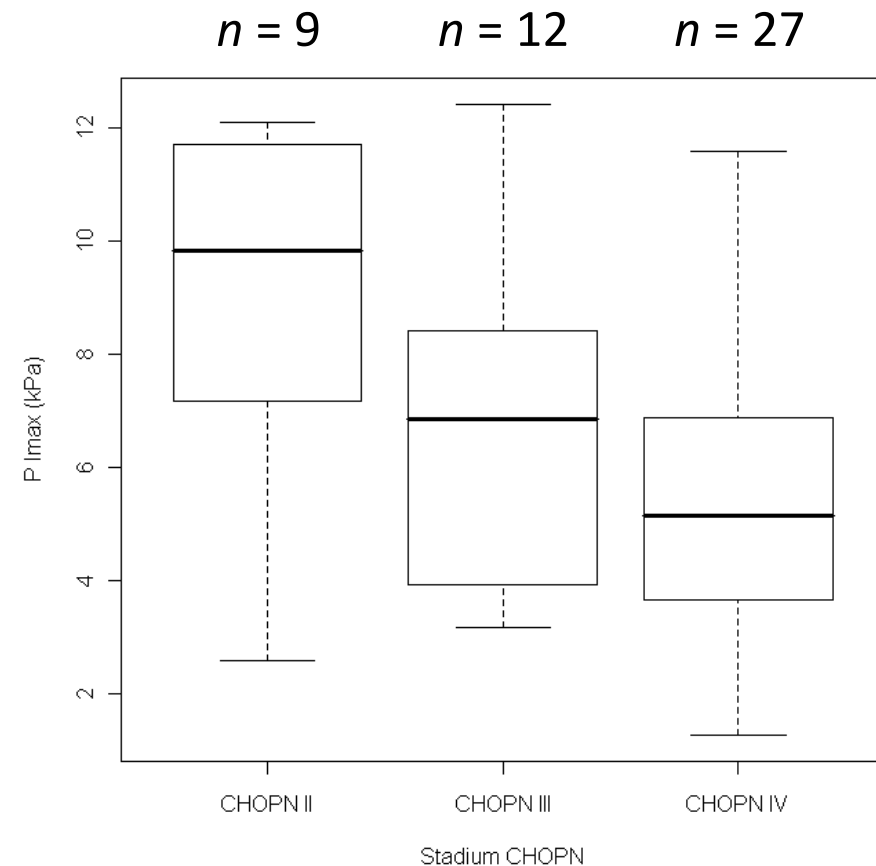 n = 9 n = 12 n = 27
P Imax (kPa)
12
10
8
6
4
2
CHOPN II CHOPN III CHOPN IV
Stadium CHOPN